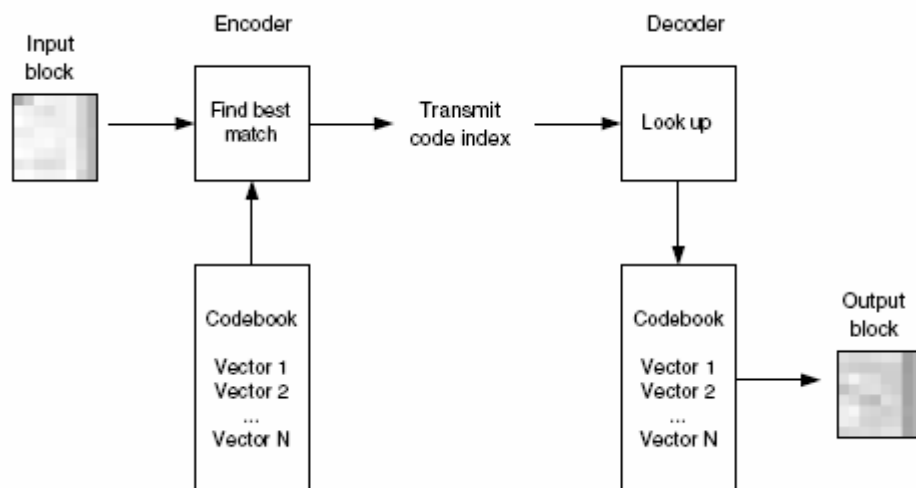 Encoder
Decoder
Input
block
Find best
match
Transmit
code index
Look up
Codebook
Vector 1
Vector 2
...
Vector N
Codebook
Vector 1
Vector 2
...
Vector N
Output
block